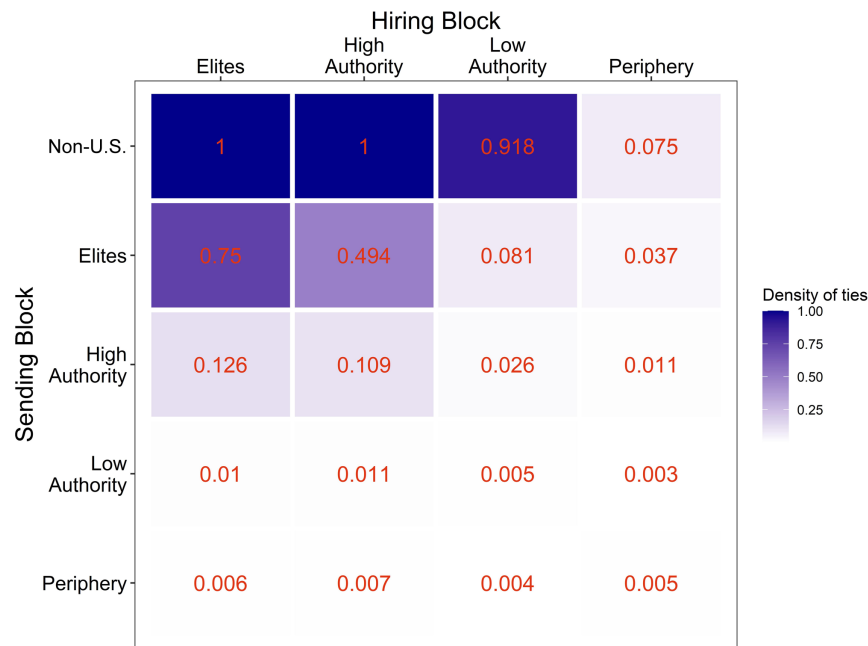 Hiring Block
Elites
High
Authority
Low
Authority
Periphery
Sending Block
Non-U.S.
1
1
0.918
0.075
Elites
0.75
0.494
0.081
0.037
High
Authority
0.126
0.109
0.026
0.011
Low
Authority
0.01
0.011
0.005
0.003
Periphery
0.006
0.007
0.004
0.005
Density of ties
1.00
0.75
0.50
0.25